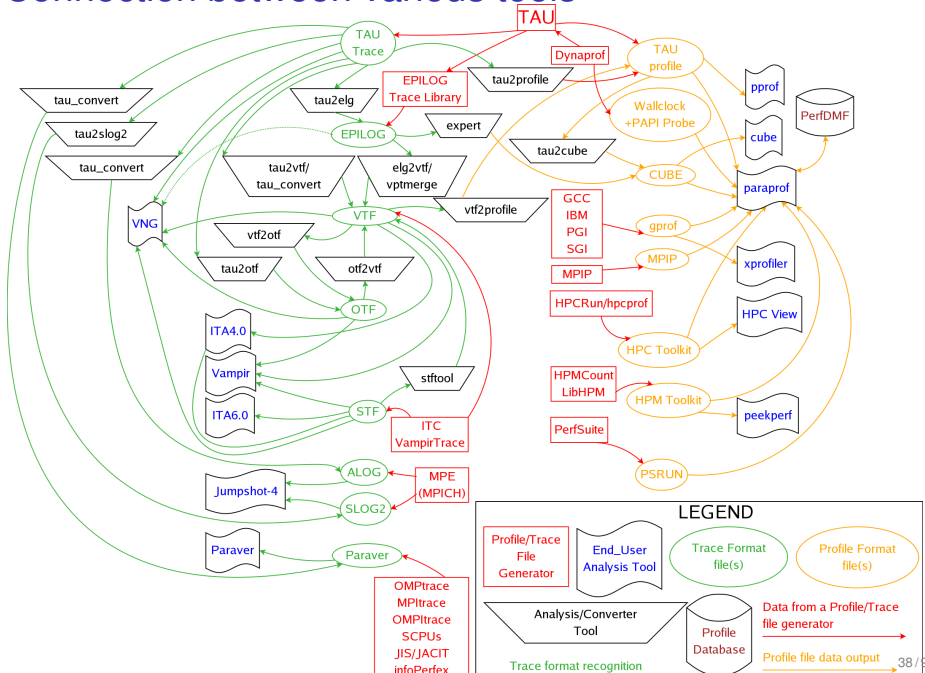 Connection between various tools
TAU
TAU
Trace
Dynaprof
TAU
profile
tau_convert
tau2slog2
tau_convert
tau2elg
EPILOG
Trace Library
tau2profile
EPILOG
expert
Wallclock
+PAPI Probe
pprof
PerfDMF
cube
tau2cube
CUBE
paraprof
tau2vtf/
tau_convert
elg2vtf/
vptmerge
vtf2profile
VNG
VTF
vtf2otf
tau2otf
otf2vtf
OTF
GCC
IBM
PGI
SGI
gprof
MPIP
MPIP
xprofiler
HPCRun/hpcprof
HPC View
HPC Toolkit
ITA4.0
Vampir
ITA6.0
stftool
STF
ITC
VampirTrace
HPMCount
LibHPM
HPM Toolkit
peekperf
PerfSuite
PSRUN
ALOG
MPE
(MPICH)
Jumpshot-4
SLOG2
Paraver
Paraver
OMPtrace
MPItrace
OMPItrace
SCPUs
JIS/JACIT
infoPerfex
LEGEND
Profile/Trace
File
Generator
End_User
Analysis Tool
Trace Format
file(s)
Profile Format
file(s)
Analysis/Converter
Tool
Profile
Database
Data from a Profile/Trace
file generator
Profile file data output
Trace format recognition
38/9